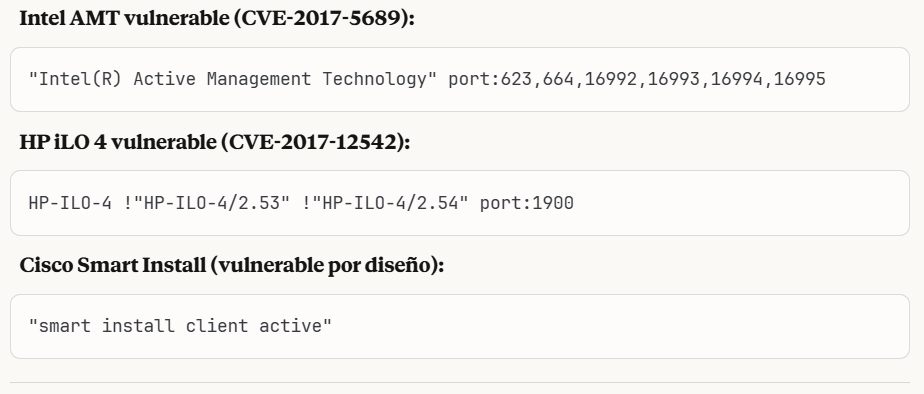 Intel AMT vulnerable (CVE-2017-5689):
"Intel(R) Active Management Technology" port:623,664,16992,16993,16994,16995
HP iLO 4 vulnerable (CVE-2017-12542):
HP-ILO-4 !"HP-ILO-4/2.53" !"HP-ILO-4/2.54" port:1900
Cisco Smart Install (vulnerable por diseño):
"smart install client active"